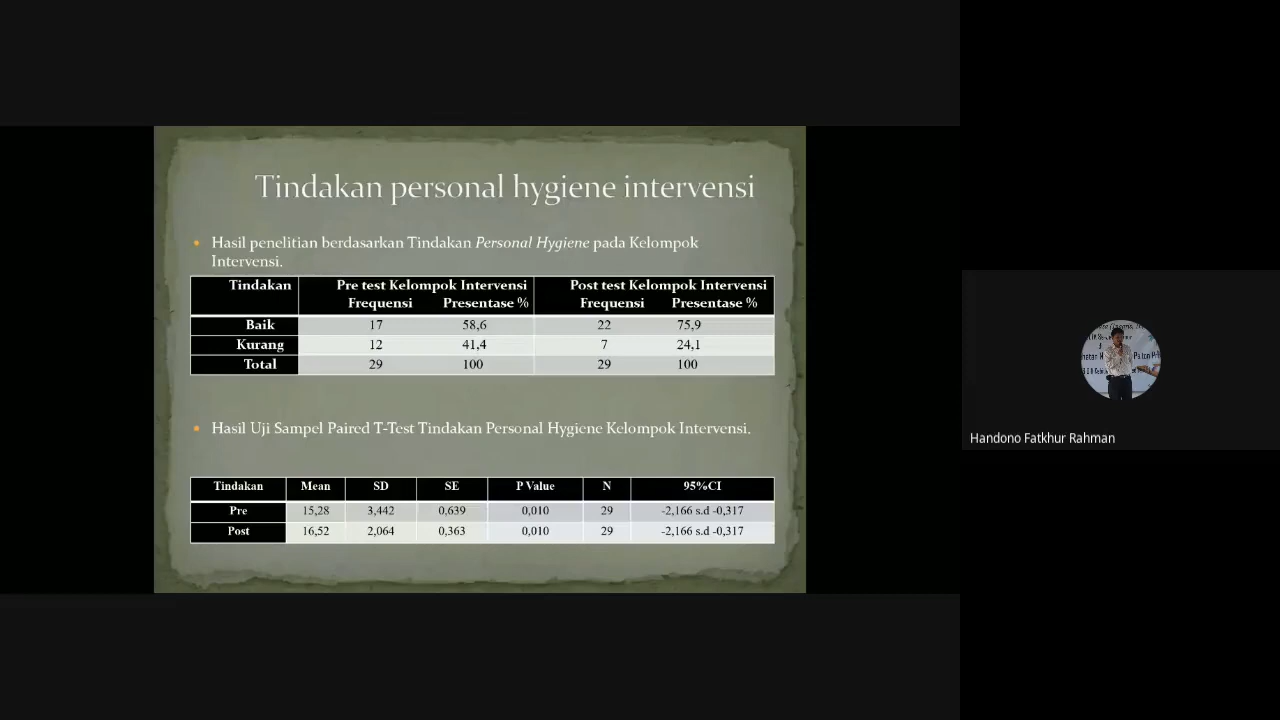 Tindakan personal hygiene intervensi
• Hasil penelitian berdasarkan Tindakan Personal Hygiene pada Kelompok
Intervensi.
Tindakan Pre test Kelompok Intervensi Post test Kelompok Intervensi
Frekuensi Presentase % Frekuensi Presentase %
Baik 17 58,6 22 75,9
Kurang 12 41,4 7 24,1
Total 29 100 29 100
• Hasil Uji Sampel Paired T-Test Tindakan Personal Hygiene Kelompok Intervensi.
Tindakan Mean SD SE P Value N 95%CI
Pre 15,28 3,442 0,639 0,010 29 -2,166 s.d -0,317
Post 16,52 2,064 0,363 0,010 29 -2,166 s.d -0,317
Handono Fatkhur Rahman